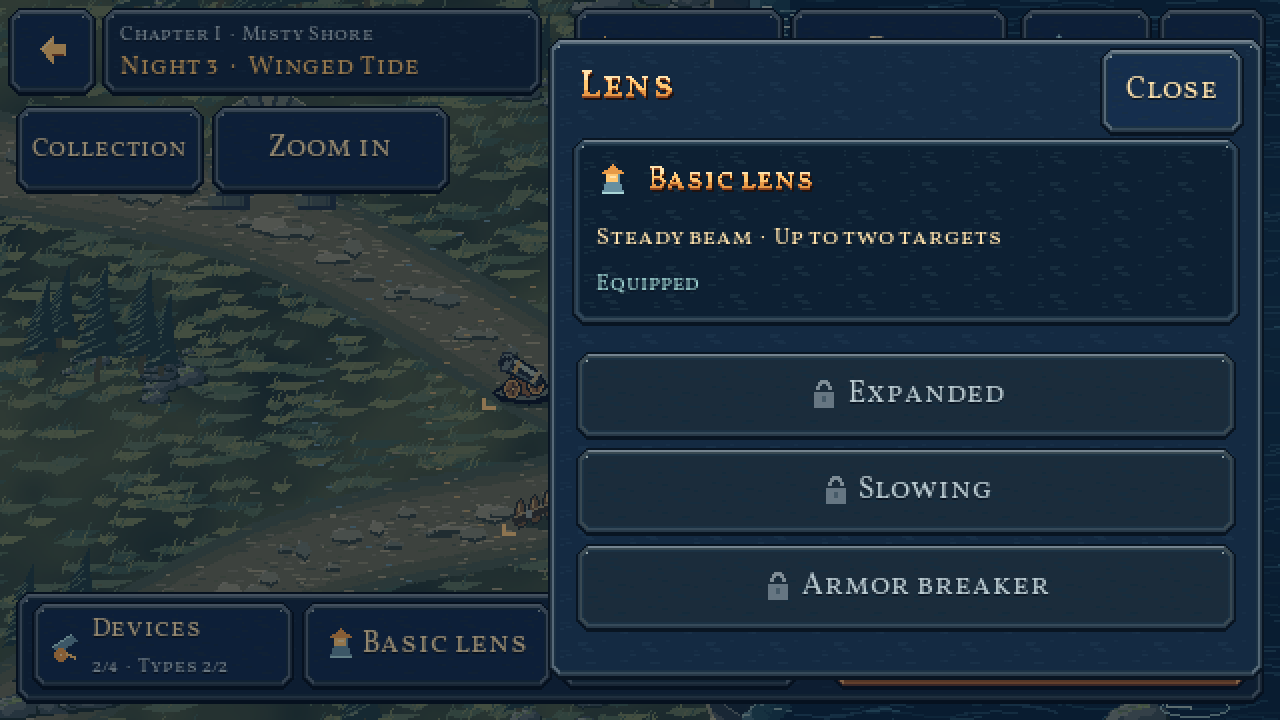 Chapter I · Misty Shore
Night 3 · Winged Tide
Collection
Zoom in
Lens
Close
Basic lens
Steady beam · Up to two targets
Equipped
Expanded
Slowing
Armor breaker
Devices
2/4 · Types 2/2
Basic lens